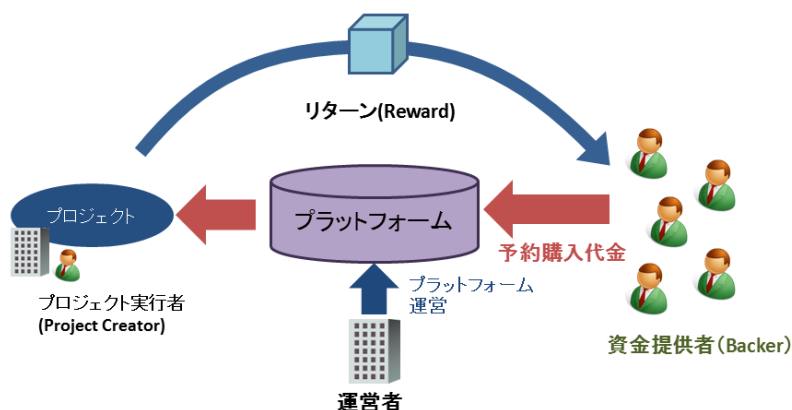 リターン(Reward)
プロジェクト
プラットフォーム
予約購入代金
プロジェクト実行者
(Project Creator)
プラットフォーム
運営
資金提供者(Backer)
運営者